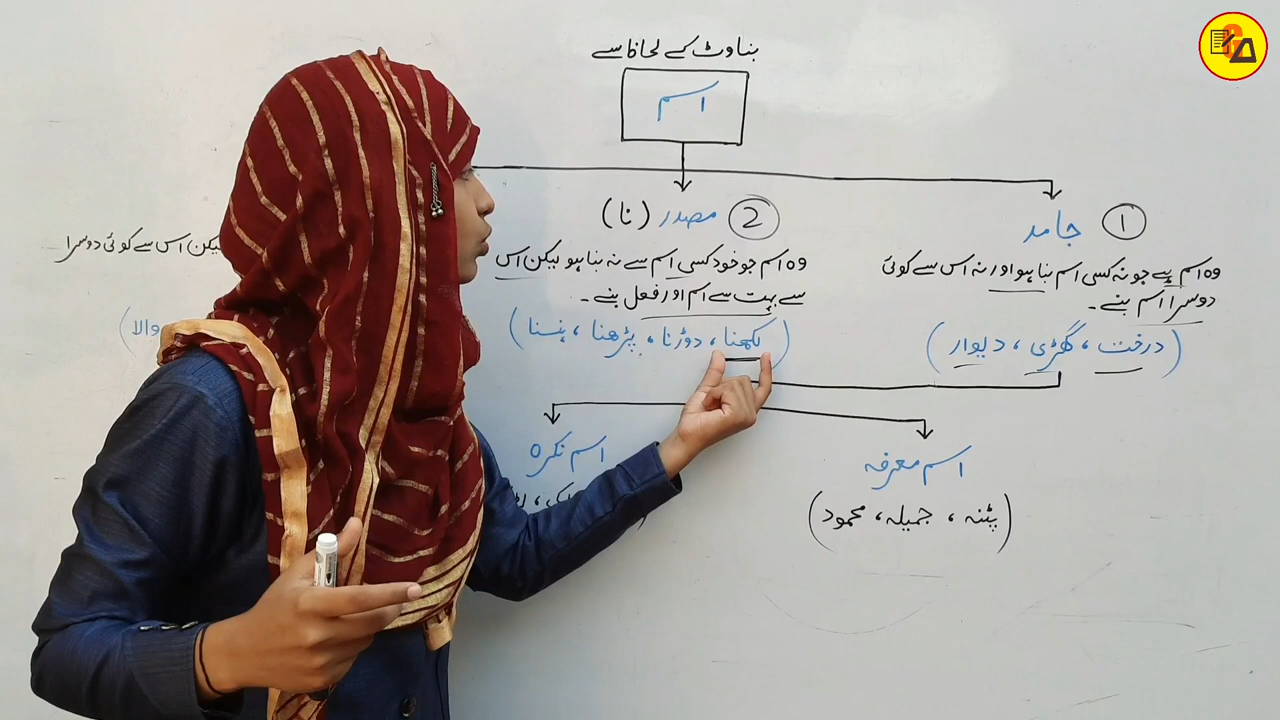 بناوٹ کے لحاظ سے
اسم
① جامد
وہ اسم ہے جو نہ کسی اسم بنا ہو اور نہ اس سے کوئی
دوسرا اسم بنے۔
(درخت، گھڑی، دیوار)
② مصدر (نا)
وہ اسم جو خود کسی اسم سے نہ بنا ہو لیکن اس
سے بہت سے اسم اور فعل بنے۔
(لکھنا، دوڑنا، پڑھنا، ہنسنا)
لیکن اس سے کوئی دوسرا
والا
اسم معرفہ
(پٹنہ، جمیلہ، محمود)
اسم نکرہ